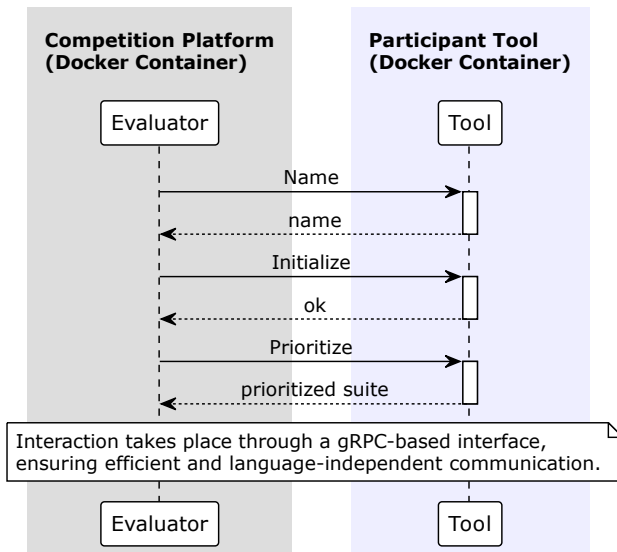 Competition Platform
(Docker Container)
Participant Tool
(Docker Container)
Evaluator
Tool
Name
name
Initialize
ok
Prioritize
prioritized suite
Interaction takes place through a gRPC-based interface,
ensuring efficient and language-independent communication.
Evaluator
Tool